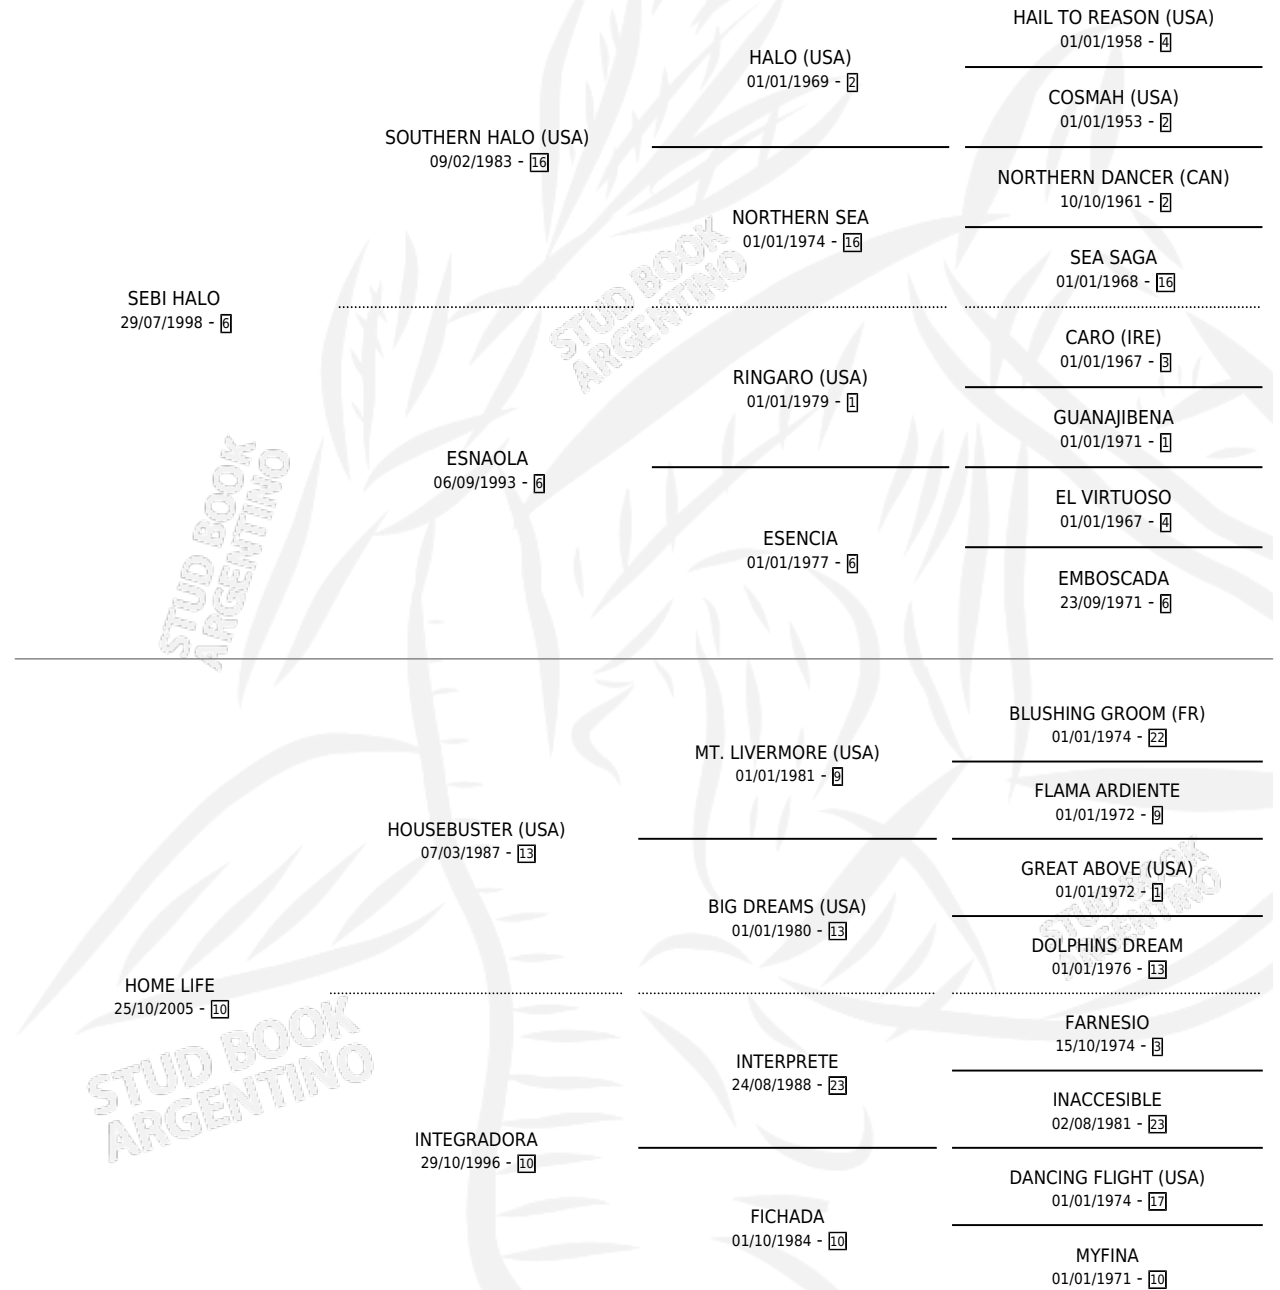 HAIL TO REASON (USA)
01/01/1958 - 4
HALO (USA)
01/01/1969 - 2
COSMAH (USA)
01/01/1953 - 2
SOUTHERN HALO (USA)
09/02/1983 - 16
NORTHERN DANCER (CAN)
10/10/1961 - 2
NORTHERN SEA
01/01/1974 - 16
SEA SAGA
01/01/1968 - 16
SEBI HALO
29/07/1998 - 6
STUD BOOK
ARGENTINO
CARO (IRE)
01/01/1967 - 3
RINGARO (USA)
01/01/1979 - 1
GUANAJIBENA
01/01/1971 - 1
ESNAOLA
06/09/1993 - 6
EL VIRTUOSO
01/01/1967 - 4
ESENCIA
01/01/1977 - 6
EMBOSCADA
23/09/1971 - 6
STUD BOOK
ARGENTINO
BLUSHING GROOM (FR)
01/01/1974 - 22
MT. LIVERMORE (USA)
01/01/1981 - 9
FLAMA ARDIENTE
01/01/1972 - 9
HOUSEBUSTER (USA)
07/03/1987 - 13
GREAT ABOVE (USA)
01/01/1972 - 1
BIG DREAMS (USA)
01/01/1980 - 13
STUD BOOK
ARGENTINO
DOLPHINS DREAM
01/01/1976 - 13
HOME LIFE
25/10/2005 - 10
STUD BOOK
ARGENTINO
FARNESIO
15/10/1974 - 3
INTERPRETE
24/08/1988 - 23
INACCESIBLE
02/08/1981 - 23
INTEGRADORA
29/10/1996 - 10
DANCING FLIGHT (USA)
01/01/1974 - 17
FICHADA
01/10/1984 - 10
MYFINA
01/01/1971 - 10